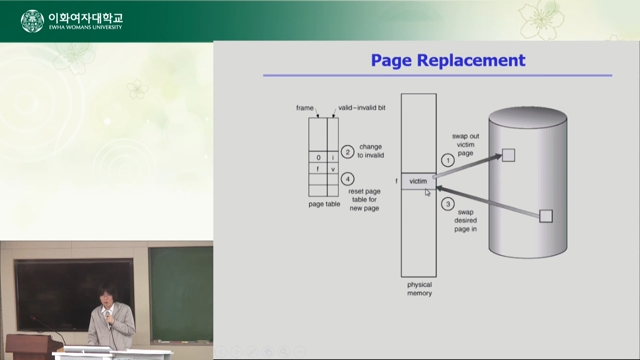 이화여자대학교
EWHA WOMANS UNIVERSITY
Page Replacement
frame
valid–invalid bit
0 i
f v
page table
2
change
to invalid
4
reset page
table for
new page
f
victim
physical
memory
1
swap out
victim
page
3
swap
desired
page in